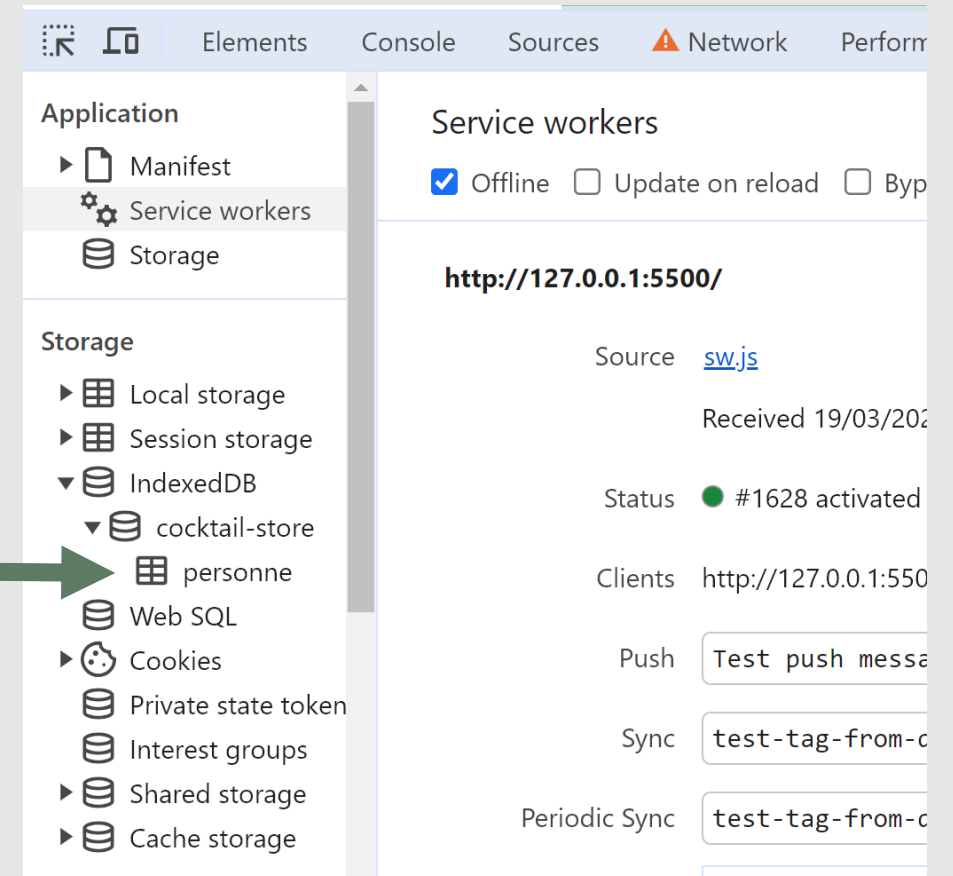 Elements Console Sources Network Perform
Application
Manifest
Service workers
Storage
Storage
Local storage
Session storage
IndexedDB
cocktail-store
personne
Web SQL
Cookies
Private state token
Interest groups
Shared storage
Cache storage
Service workers
Offline Update on reload Byp
http://127.0.0.1:5500/
Source sw.js
Received 19/03/202
Status #1628 activated
Clients http://127.0.0.1:550
Push Test push messa
Sync test-tag-from-d
Periodic Sync test-tag-from-d